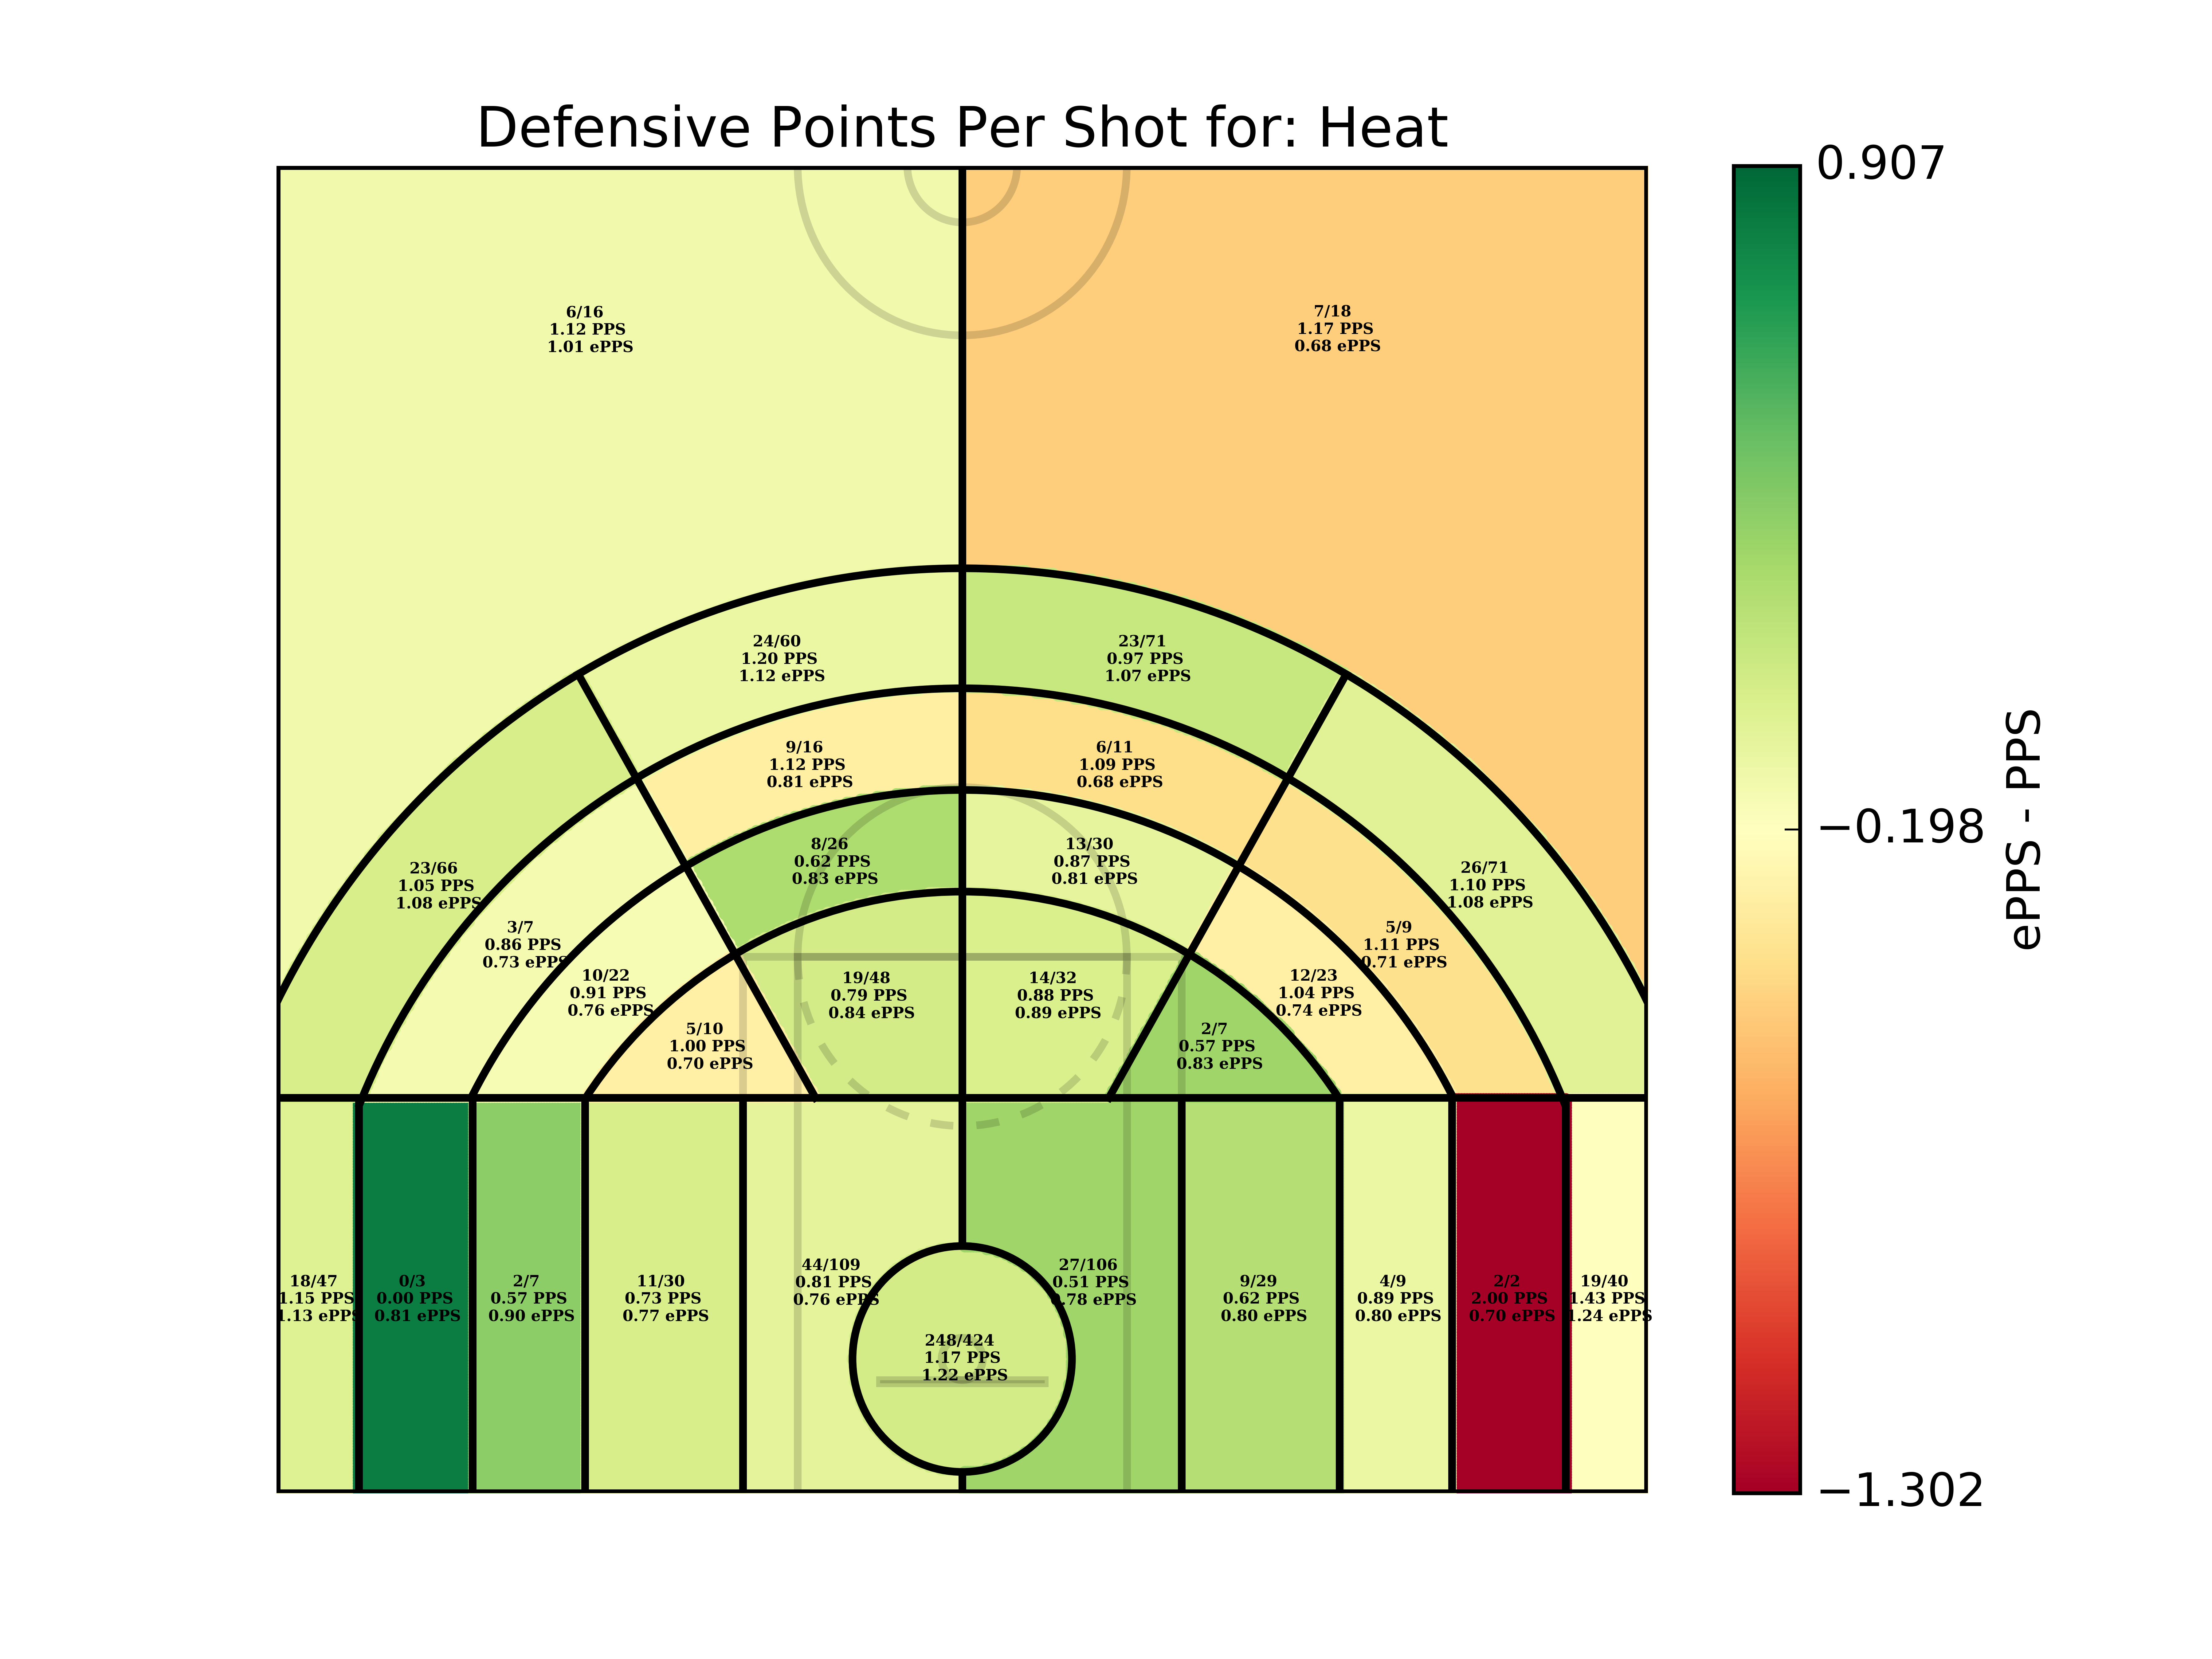 Defensive Points Per Shot for: Heat
0.907
6/16
1.12 PPS
1.01 ePPS
7/18
1.17 PPS
0.68 ePPS
24/60
1.20 PPS
1.12 ePPS
23/71
0.97 PPS
1.07 ePPS
9/16
1.12 PPS
0.81 ePPS
6/11
1.09 PPS
0.68 ePPS
−0.198
ePPS - PPS
8/26
0.62 PPS
0.83 ePPS
13/30
0.87 PPS
0.81 ePPS
23/66
1.05 PPS
1.08 ePPS
26/71
1.10 PPS
1.08 ePPS
3/7
0.86 PPS
0.73 ePPS
5/9
1.11 PPS
0.71 ePPS
10/22
0.91 PPS
0.76 ePPS
19/48
0.79 PPS
0.84 ePPS
14/32
0.88 PPS
0.89 ePPS
12/23
1.04 PPS
0.74 ePPS
5/10
1.00 PPS
0.70 ePPS
2/7
0.57 PPS
0.83 ePPS
18/47
1.15 PPS
1.13 ePPS
0/3
0.00 PPS
0.81 ePPS
2/7
0.57 PPS
0.90 ePPS
11/30
0.73 PPS
0.77 ePPS
44/109
0.81 PPS
0.76 ePPS
27/106
0.51 PPS
0.78 ePPS
9/29
0.62 PPS
0.80 ePPS
4/9
0.89 PPS
0.80 ePPS
2/2
2.00 PPS
0.70 ePPS
19/40
1.43 PPS
1.24 ePPS
248/424
1.17 PPS
1.22 ePPS
−1.302